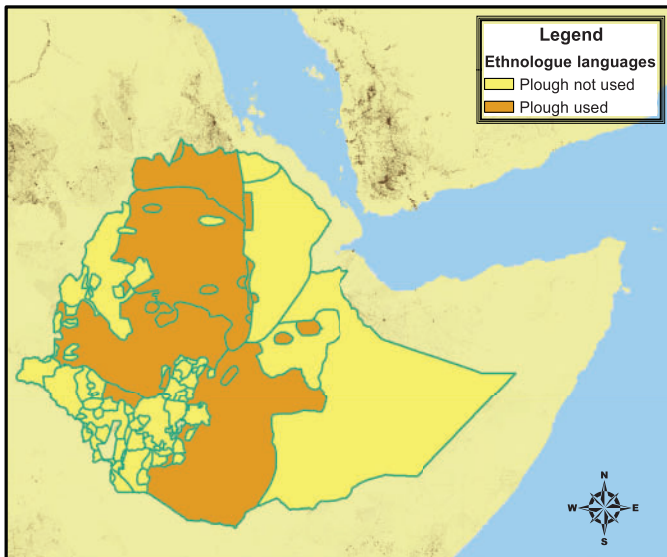 Legend
Ethnologue languages
Plough not used
Plough used
N
W E
S